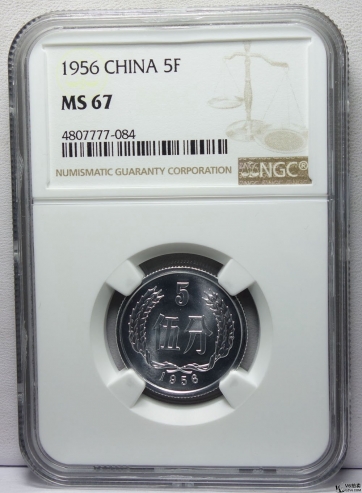 1956 CHINA 5F
MS 67
4807777-084
NUMISMATIC GUARANTY CORPORATION
NGC®
5
伍分
1956